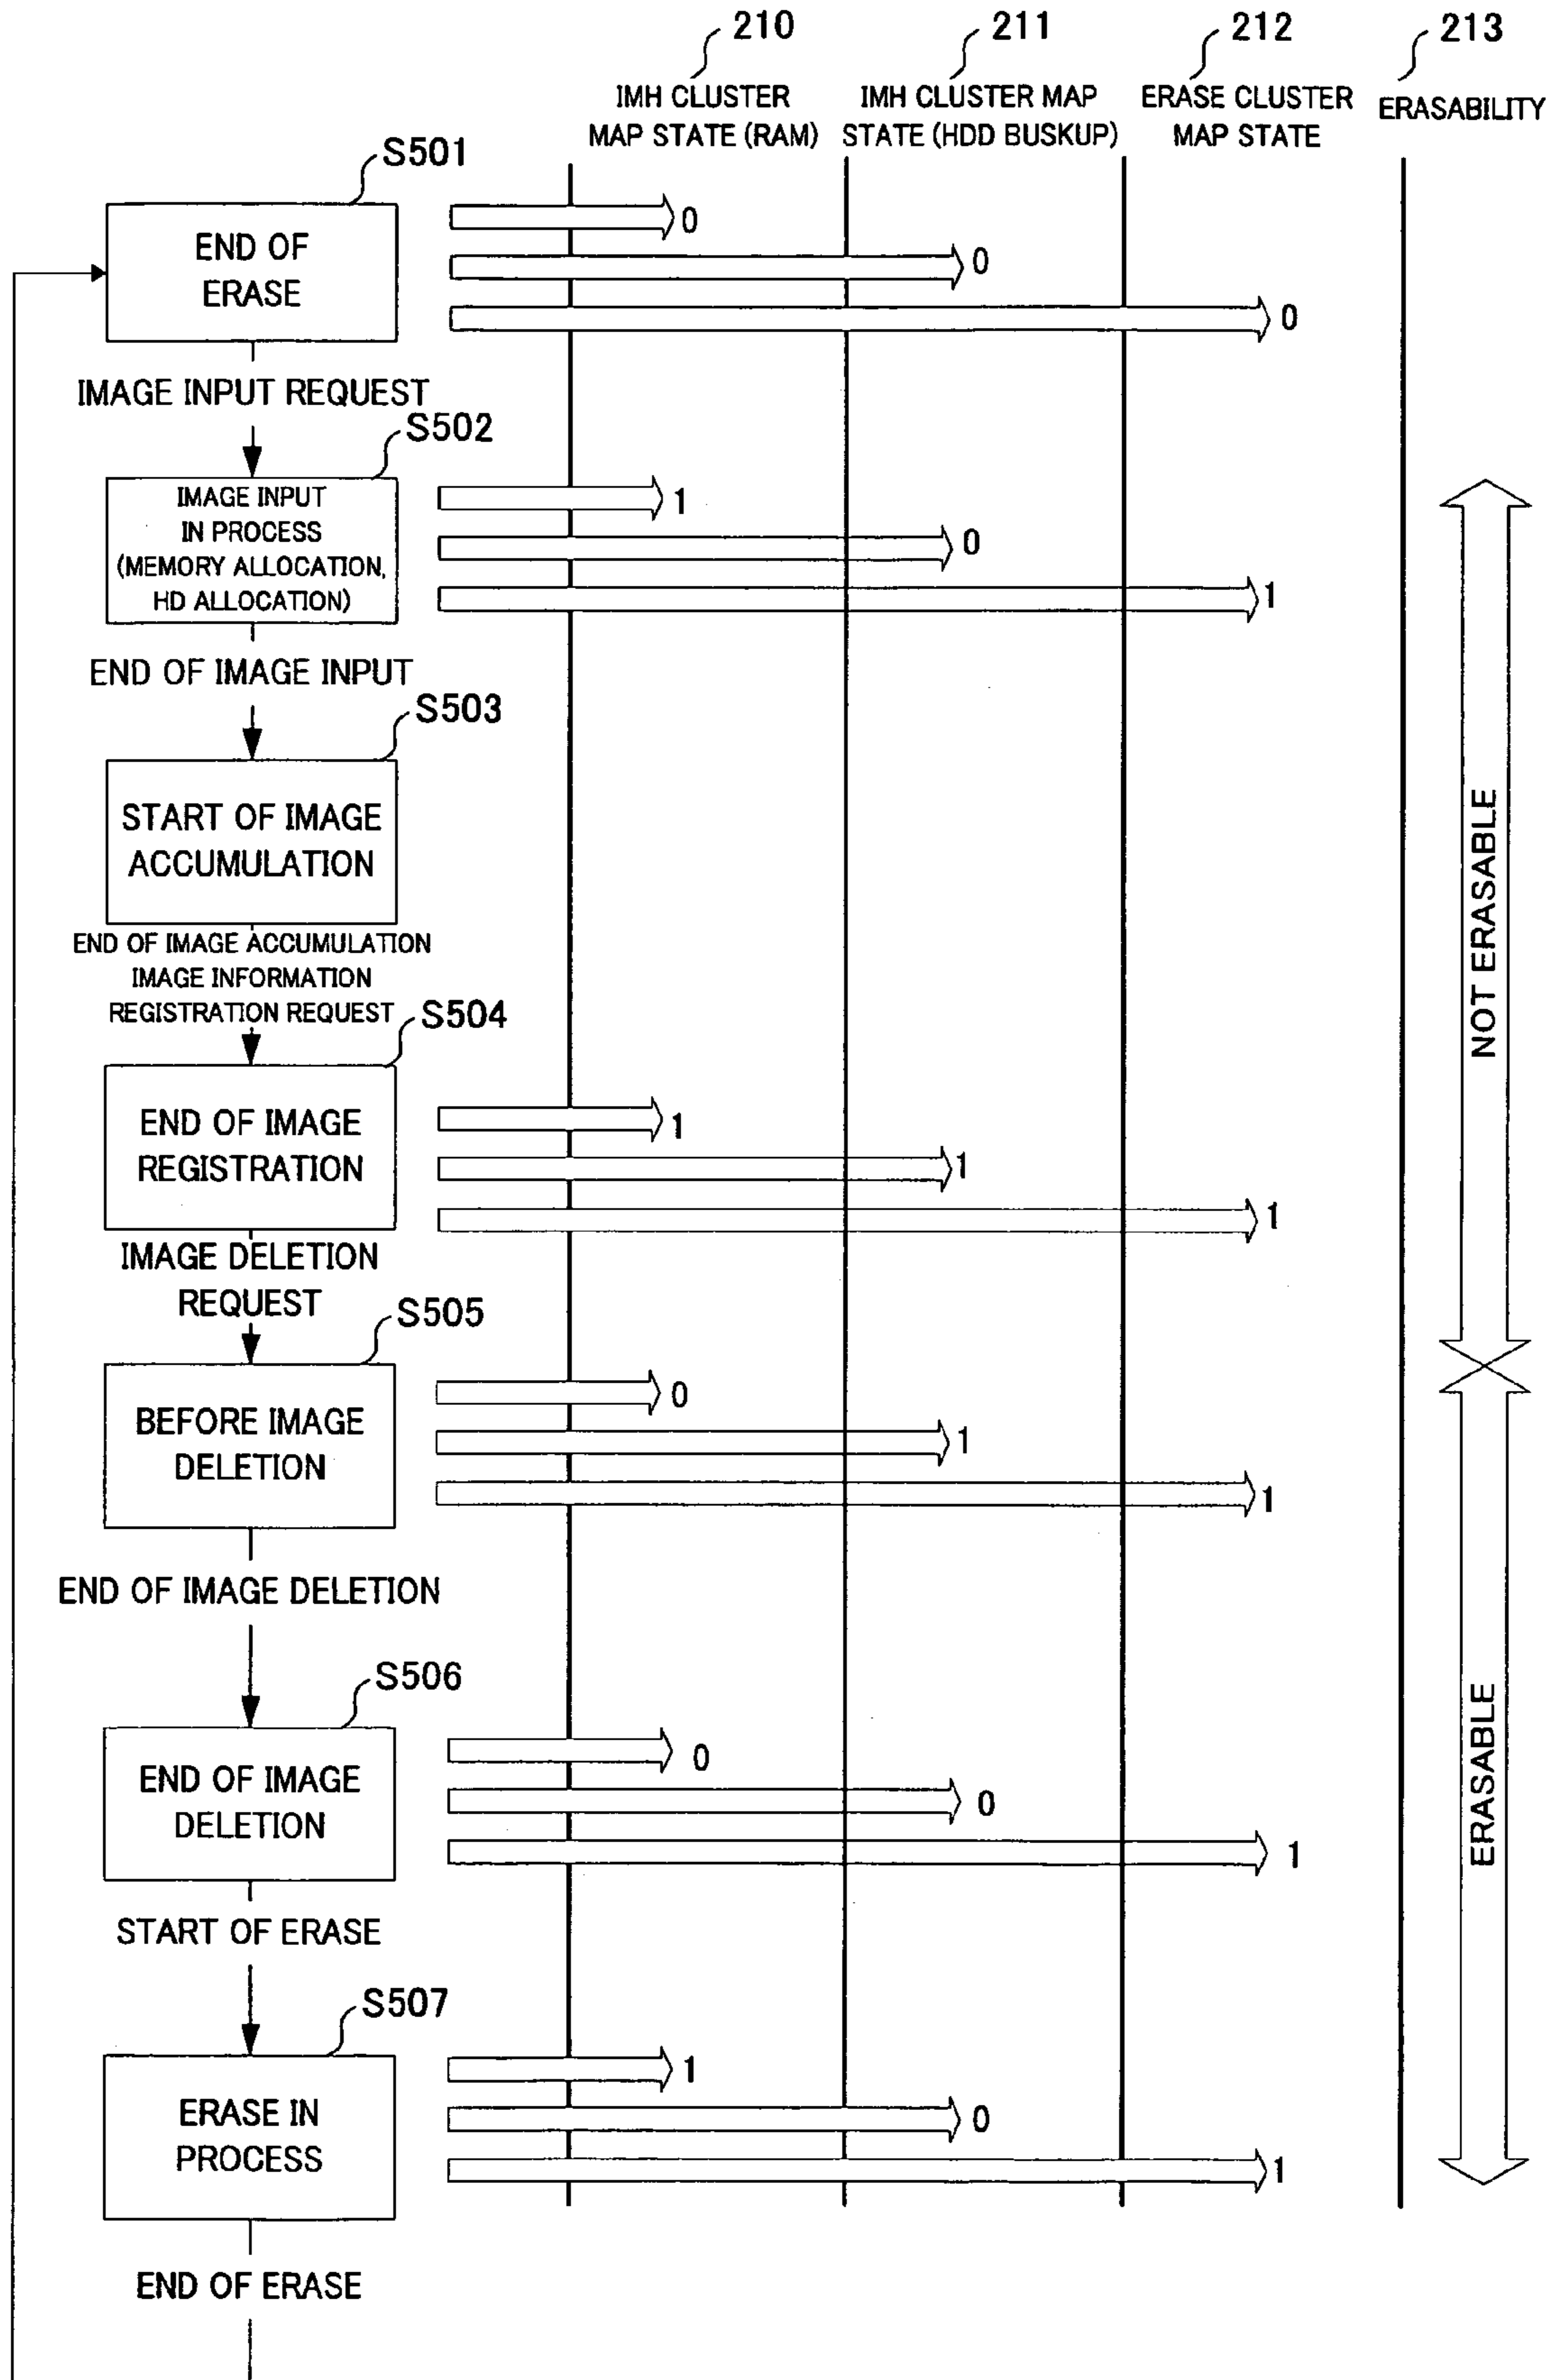 210
211
212
213
IMH CLUSTER
MAP STATE (RAM)
IMH CLUSTER MAP
STATE (HDD BUSKUP)
ERASE CLUSTER
MAP STATE
ERASABILITY
S501
END OF
ERASE
0
0
0
IMAGE INPUT REQUEST
S502
IMAGE INPUT
IN PROCESS
(MEMORY ALLOCATION,
HD ALLOCATION)
1
0
1
END OF IMAGE INPUT
S503
START OF IMAGE
ACCUMULATION
NOT ERASABLE
END OF IMAGE ACCUMULATION
IMAGE INFORMATION
REGISTRATION REQUEST
S504
END OF IMAGE
REGISTRATION
1
1
1
IMAGE DELETION
REQUEST
S505
BEFORE IMAGE
DELETION
0
1
1
END OF IMAGE DELETION
S506
END OF IMAGE
DELETION
0
0
1
ERASABLE
START OF ERASE
S507
ERASE IN
PROCESS
1
0
1
END OF ERASE